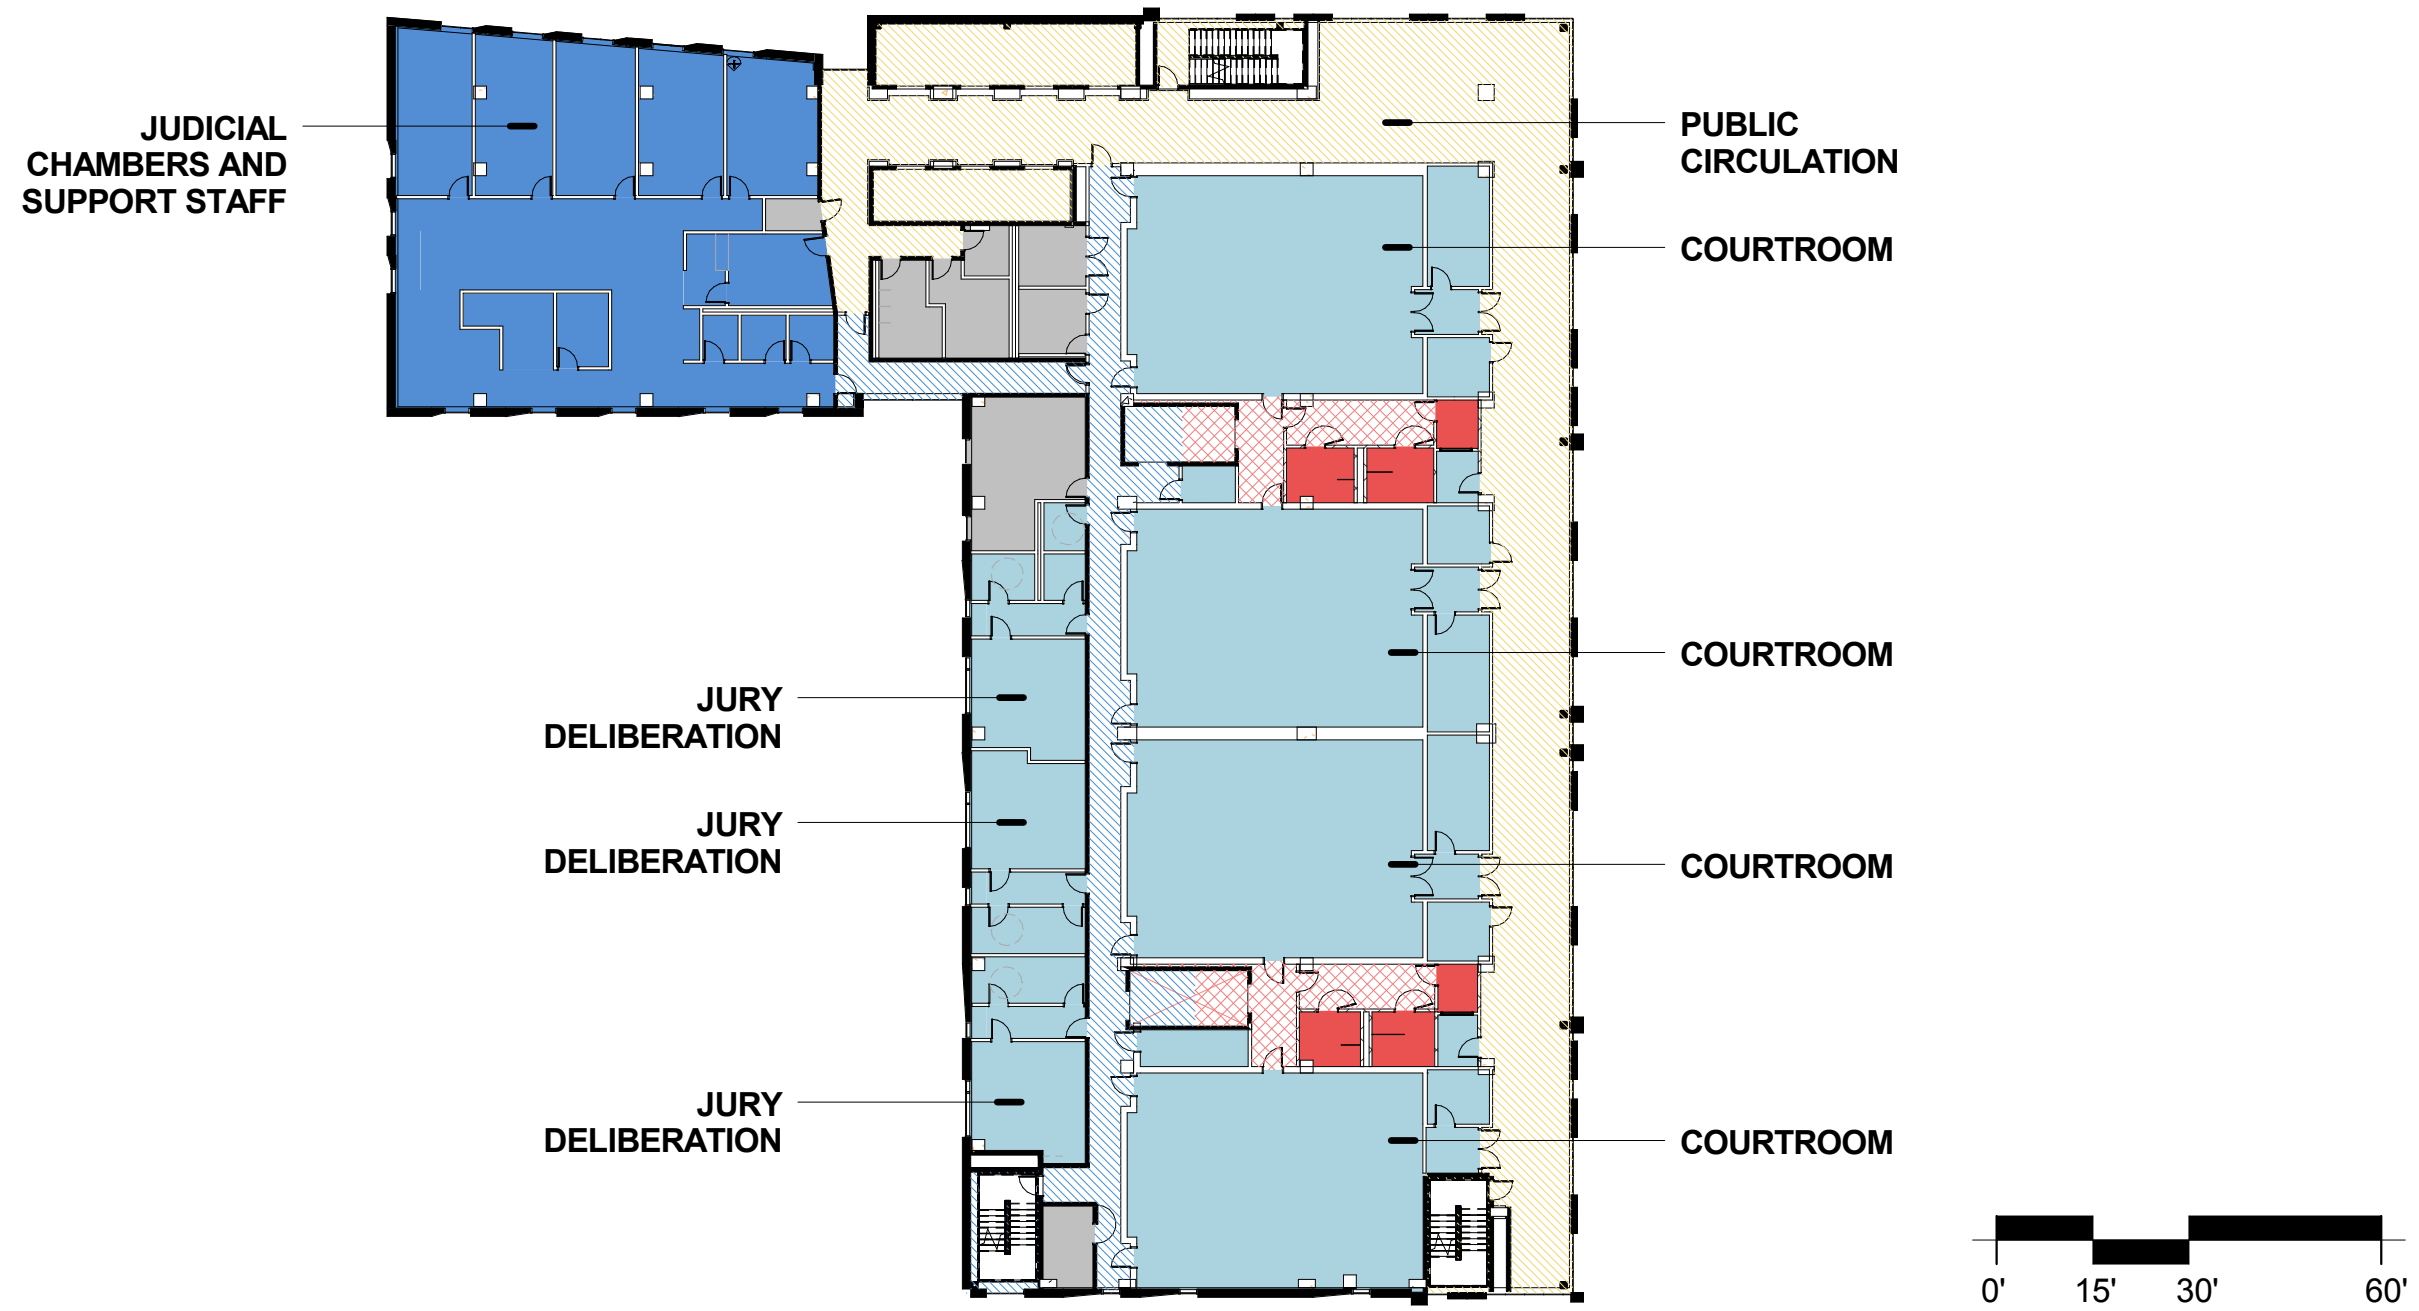 JUDICIAL
CHAMBERS AND
SUPPORT STAFF
PUBLIC
CIRCULATION
COURTROOM
COURTROOM
JURY
DELIBERATION
JURY
DELIBERATION
COURTROOM
JURY
DELIBERATION
COURTROOM
0' 15' 30' 60'